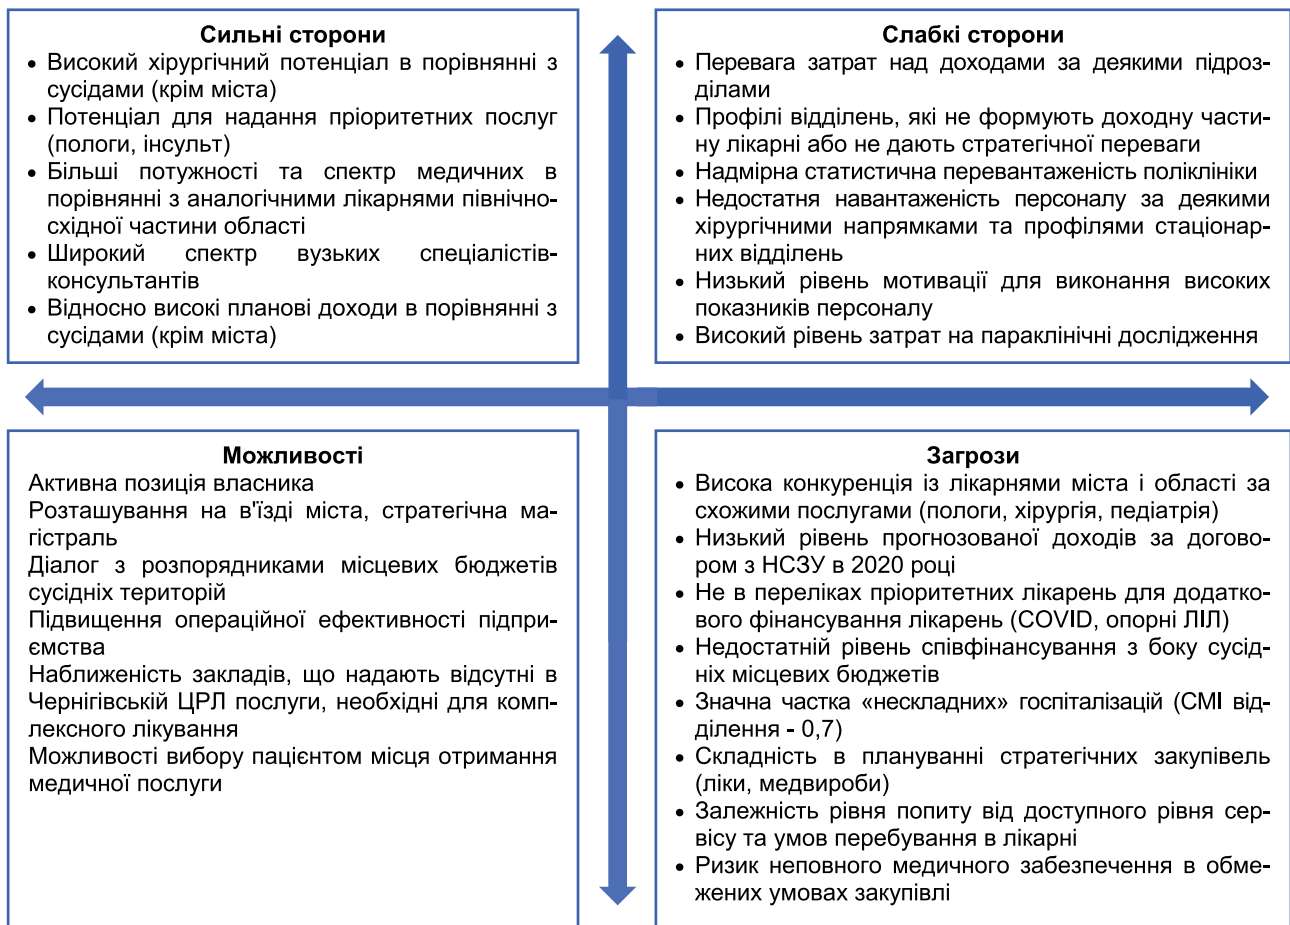 Сильні сторони
• Високий хірургічний потенціал в порівнянні з
сусідами (крім міста)
• Потенціал для надання пріоритетних послуг
(пологи, інсульт)
• Більші потужності та спектр медичних в
порівнянні з аналогічними лікарнями північно-
східної частини області
• Широкий спектр вузьких спеціалістів-
консультантів
• Відносно високі планові доходи в порівнянні з
сусідами (крім міста)
Слабкі сторони
• Перевага затрат над доходами за деякими підроз-
ділами
• Профілі відділень, які не формують доходну части-
ну лікарні або не дають стратегічної переваги
• Надмірна статистична перевантаженість поліклініки
• Недостатня навантаженість персоналу за деякими
хірургічними напрямками та профілями стаціонар-
них відділень
• Низький рівень мотивації для виконання високих
показників персоналу
• Високий рівень затрат на параклінічні дослідження
Можливості
Активна позиція власника
Розташування на в'їзді міста, стратегічна ма-
гістраль
Діалог з розпорядниками місцевих бюджетів
сусідніх територій
Підвищення операційної ефективності підпри-
ємства
Наближеність закладів, що надають відсутні в
Чернігівській ЦРЛ послуги, необхідні для комп-
лексного лікування
Можливості вибору пацієнтом місця отримання
медичної послуги
Загрози
• Висока конкуренція із лікарнями міста і області за
схожими послугами (пологи, хірургія, педіатрія)
• Низький рівень прогнозованої доходів за догово-
ром з НСЗУ в 2020 році
• Не в переліках пріоритетних лікарень для додатко-
вого фінансування лікарень (COVID, опорні ЛІЛ)
• Недостатній рівень співфінансування з боку сусід-
ніх місцевих бюджетів
• Значна частка «нескладних» госпіталізацій (СМІ від-
ділення - 0,7)
• Складність в плануванні стратегічних закупівель
(ліки, медвироби)
• Залежність рівня попиту від доступного рівня сер-
вісу та умов перебування в лікарні
• Ризик неповного медичного забезпечення в обме-
жених умовах закупівлі